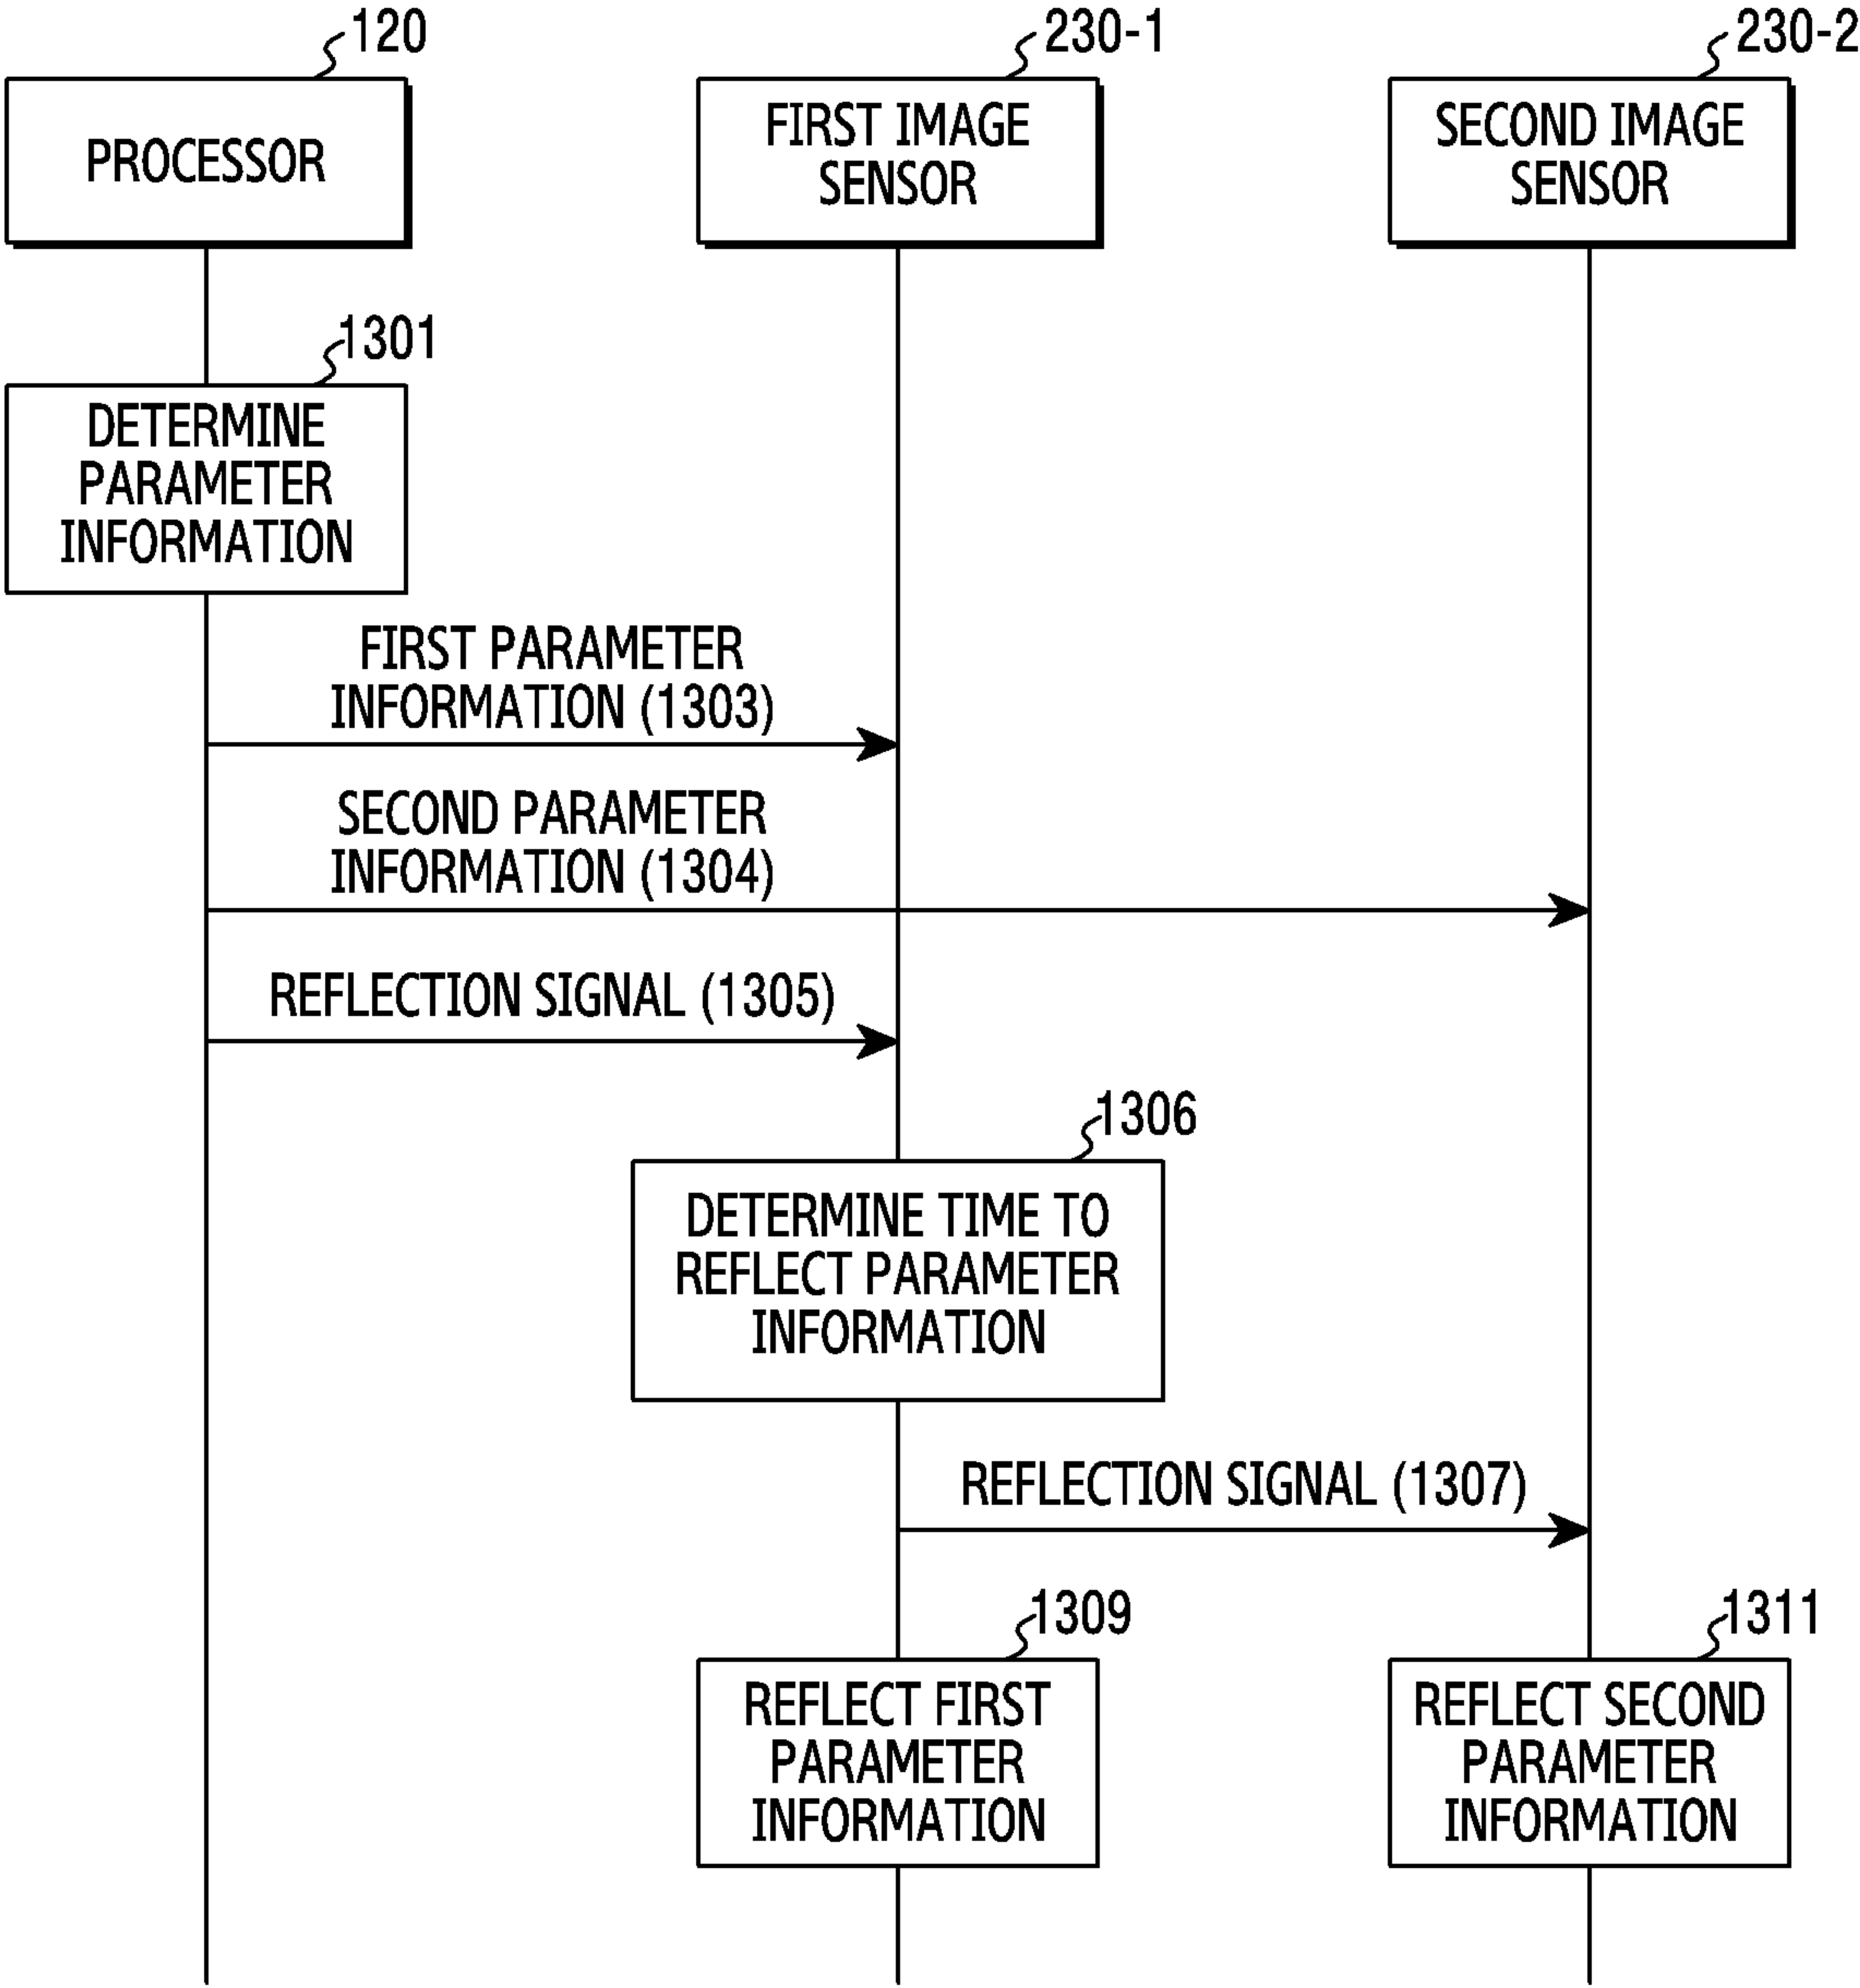 120
230-1
230-2
PROCESSOR
FIRST IMAGE
SENSOR
SECOND IMAGE
SENSOR
1301
DETERMINE
PARAMETER
INFORMATION
FIRST PARAMETER
INFORMATION (1303)
SECOND PARAMETER
INFORMATION (1304)
REFLECTION SIGNAL (1305)
1306
DETERMINE TIME TO
REFLECT PARAMETER
INFORMATION
REFLECTION SIGNAL (1307)
1309
REFLECT FIRST
PARAMETER
INFORMATION
1311
REFLECT SECOND
PARAMETER
INFORMATION